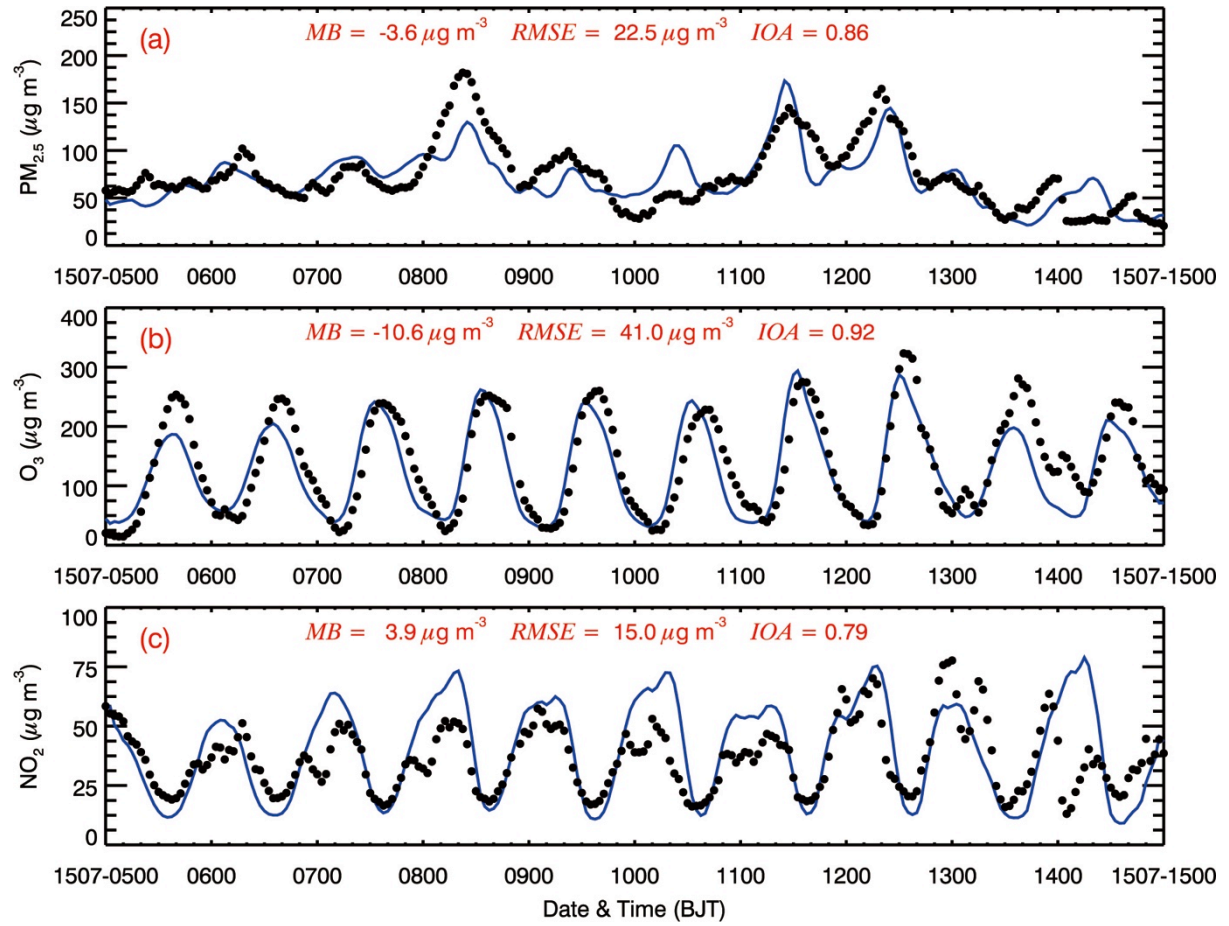 (a)
MB = -3.6 μg m-3 RMSE = 22.5 μg m-3 IOA = 0.86
PM2.5 (μg m-3)
250
200
150
100
50
0
1507-0500 0600 0700 0800 0900 1000 1100 1200 1300 1400 1507-1500
(b)
MB = -10.6 μg m-3 RMSE = 41.0 μg m-3 IOA = 0.92
O3 (μg m-3)
400
300
200
100
0
1507-0500 0600 0700 0800 0900 1000 1100 1200 1300 1400 1507-1500
(c)
MB = 3.9 μg m-3 RMSE = 15.0 μg m-3 IOA = 0.79
NO2 (μg m-3)
100
75
50
25
0
1507-0500 0600 0700 0800 0900 1000 1100 1200 1300 1400 1507-1500
Date & Time (BJT)